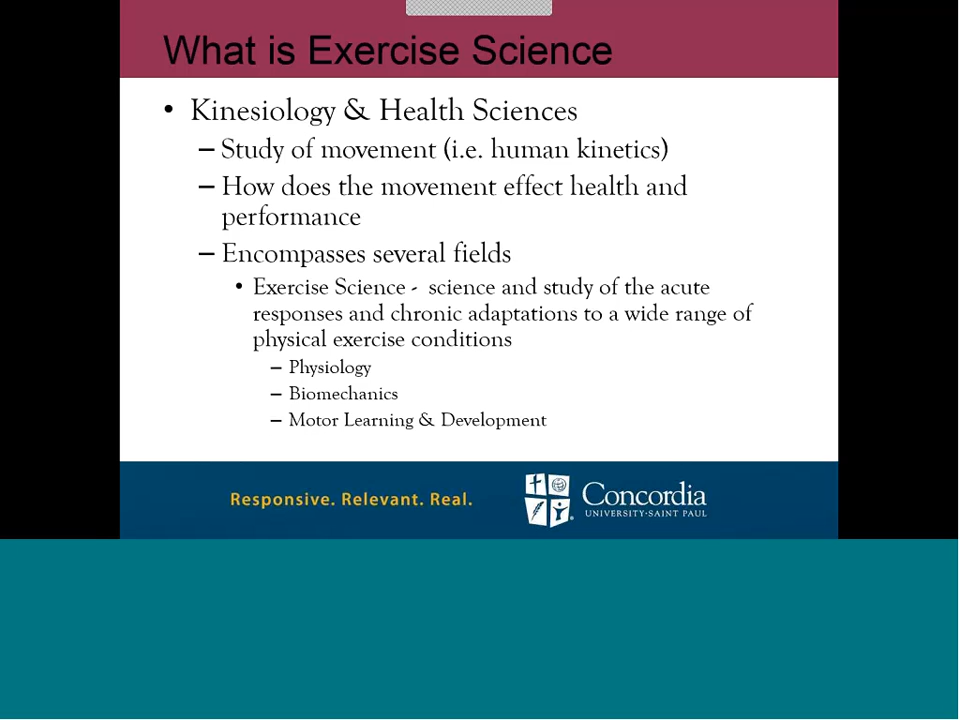 What is Exercise Science
• Kinesiology & Health Sciences
– Study of movement (i.e. human kinetics)
– How does the movement effect health and
performance
– Encompasses several fields
• Exercise Science - science and study of the acute
responses and chronic adaptations to a wide range of
physical exercise conditions
– Physiology
– Biomechanics
– Motor Learning & Development
Responsive. Relevant. Real.
Concordia
UNIVERSITY·SAINT PAUL